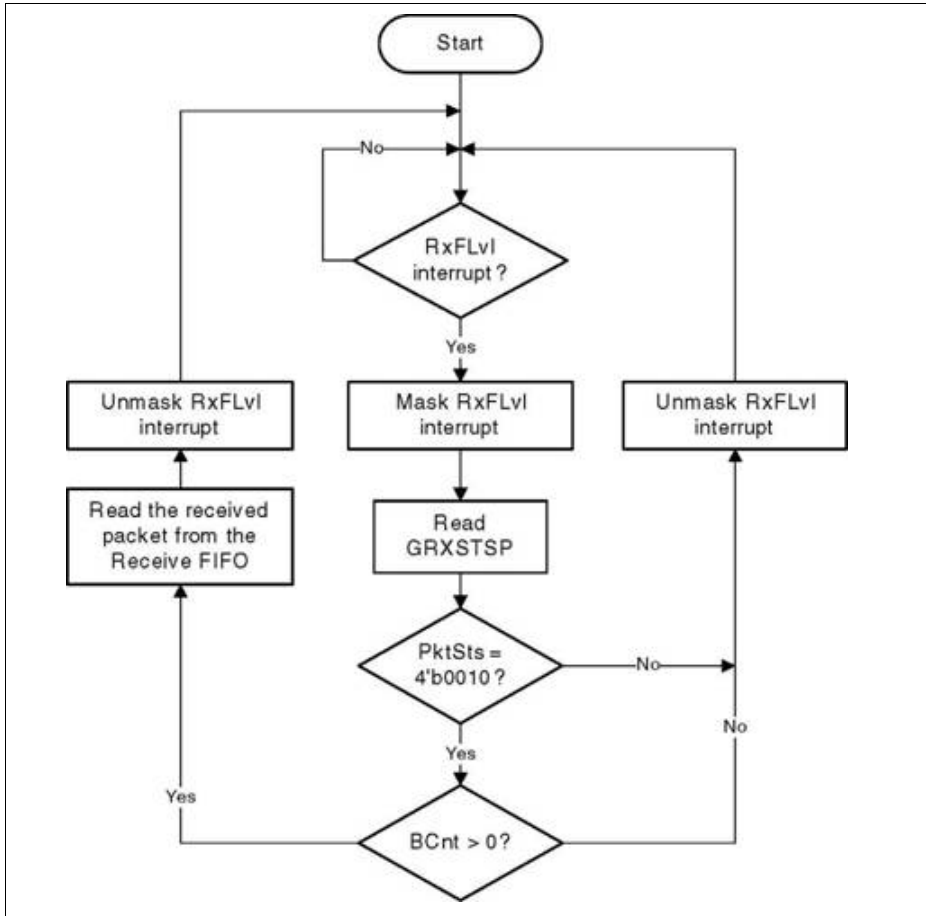 Start
No
RxFLvl
interrupt?
Yes
Unmask RxFLvl
interrupt
Mask RxFLvl
interrupt
Unmask RxFLvl
interrupt
Read the received
packet from the
Receive FIFO
Read
GRXSTSP
PktSts =
4'b0010?
No
No
Yes
Yes
BCnt > 0?